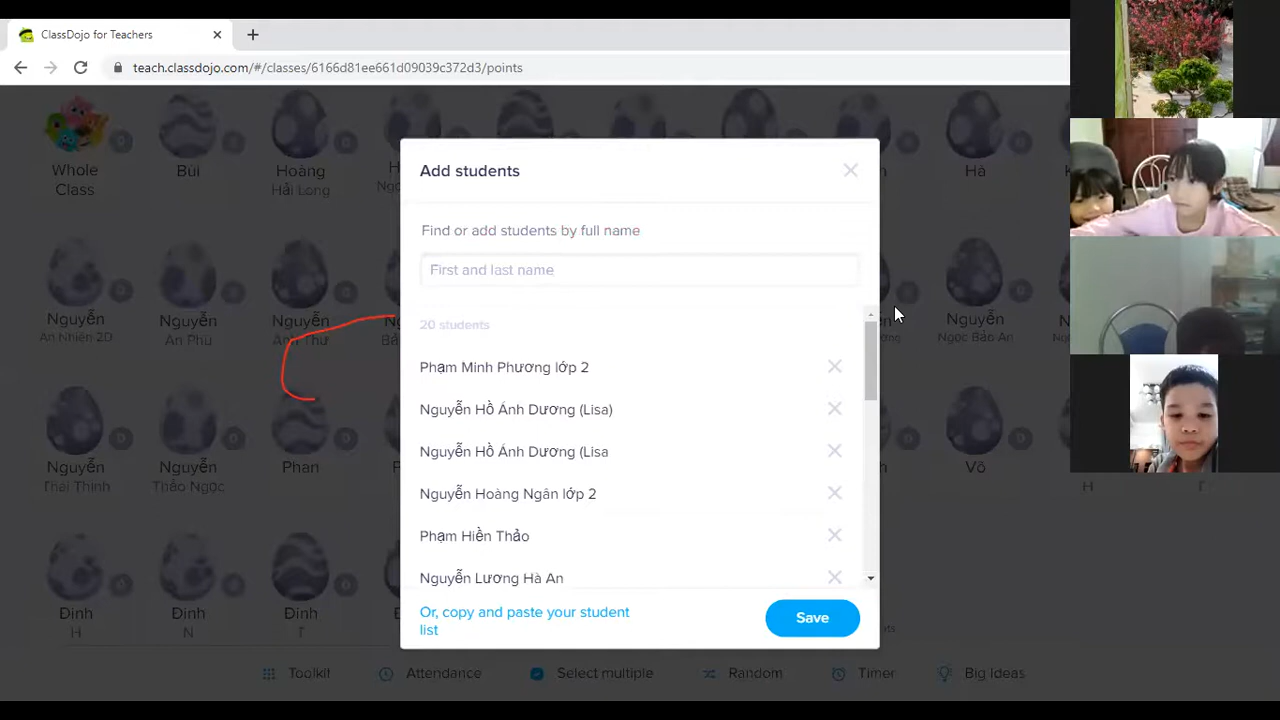 ClassDojo for Teachers
teach.classdojo.com/#/classes/6166d81ee661d09039c372d3/points
Whole
Class
Bùi
Hoàng
Hải Long
Hà
Add students
Find or add students by full name
First and last name
20 students
Phạm Minh Phương lớp 2
Nguyễn Hồ Ánh Dương (Lisa)
Nguyễn Hồ Ánh Dương (Lisa
Nguyễn Hoàng Ngân lớp 2
Phạm Hiền Thảo
Nguyễn Lương Hà An
Or, copy and paste your student
list
Save
Nguyễn
An Nhiên 2D
Nguyễn
An Phú
Nguyễn
Anh Thư
Nguyễn
Ngọc Bảo An
Nguyễn
Thái Thịnh
Nguyễn
Thảo Ngọc
Phan
Võ
H
T
Đinh
H
Đinh
N
Đinh
T
Toolkit
Attendance
Select multiple
Random
Timer
Big Ideas